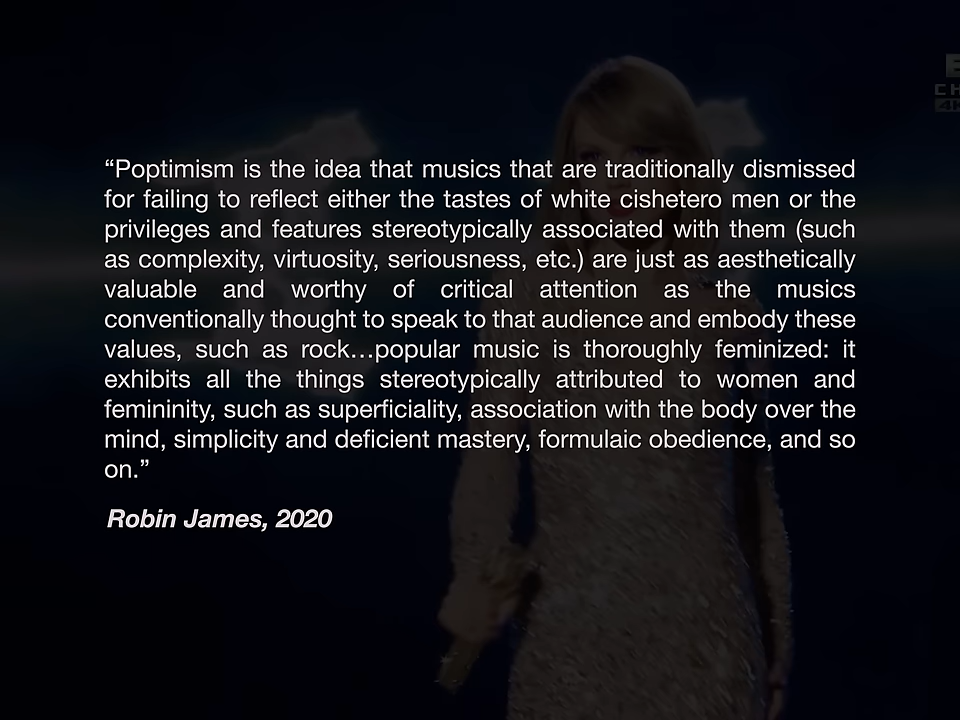 “Poptimism is the idea that musics that are traditionally dismissed
for failing to reflect either the tastes of white cishetero men or the
privileges and features stereotypically associated with them (such
as complexity, virtuosity, seriousness, etc.) are just as aesthetically
valuable and worthy of critical attention as the musics
conventionally thought to speak to that audience and embody these
values, such as rock…popular music is thoroughly feminized: it
exhibits all the things stereotypically attributed to women and
femininity, such as superficiality, association with the body over the
mind, simplicity and deficient mastery, formulaic obedience, and so
on.”
Robin James, 2020